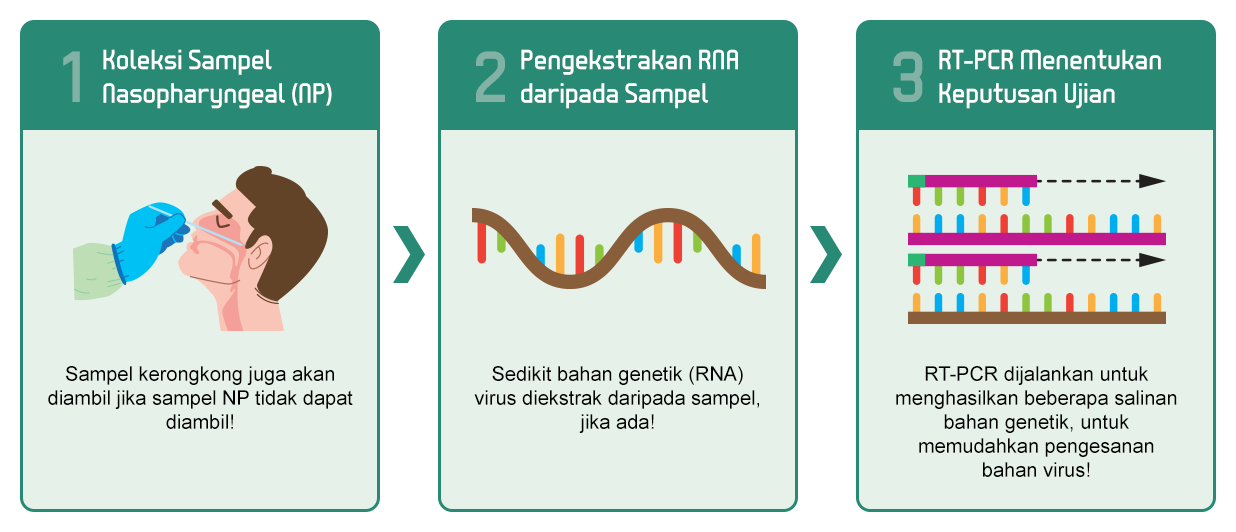 1
Koleksi Sampel
Nasopharyngeal (NP)
Sampel kerongkong juga akan
diambil jika sampel NP tidak dapat
diambil!
2
Pengekstrakan RNA
daripada Sampel
Sedikit bahan genetik (RNA)
virus diekstrak daripada sampel,
jika ada!
3
RT-PCR Menentukan
Keputusan Ujian
RT-PCR dijalankan untuk
menghasilkan beberapa salinan
bahan genetik, untuk
memudahkan pengesanan
bahan virus!